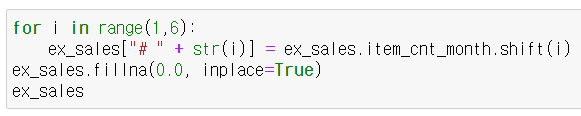 for i in range(1,6):
    ex_sales["# " + str(i)] = ex_sales.item_cnt_month.shift(i)
ex_sales.fillna(0.0, inplace=True)
ex_sales